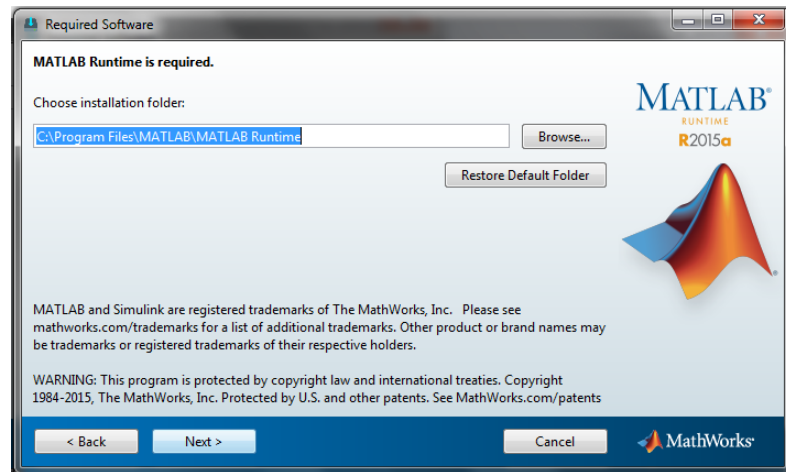 Required Software
MATLAB Runtime is required.
Choose installation folder:
C:\Program Files\MATLAB\MATLAB Runtime
Browse...
Restore Default Folder
MATLAB®
RUNTIME
R2015a
MATLAB and Simulink are registered trademarks of The MathWorks, Inc. Please see
mathworks.com/trademarks for a list of additional trademarks. Other product or brand names may
be trademarks or registered trademarks of their respective holders.
WARNING: This program is protected by copyright law and international treaties. Copyright
1984-2015, The MathWorks, Inc. Protected by U.S. and other patents. See MathWorks.com/patents
< Back
Next >
Cancel
MathWorks®